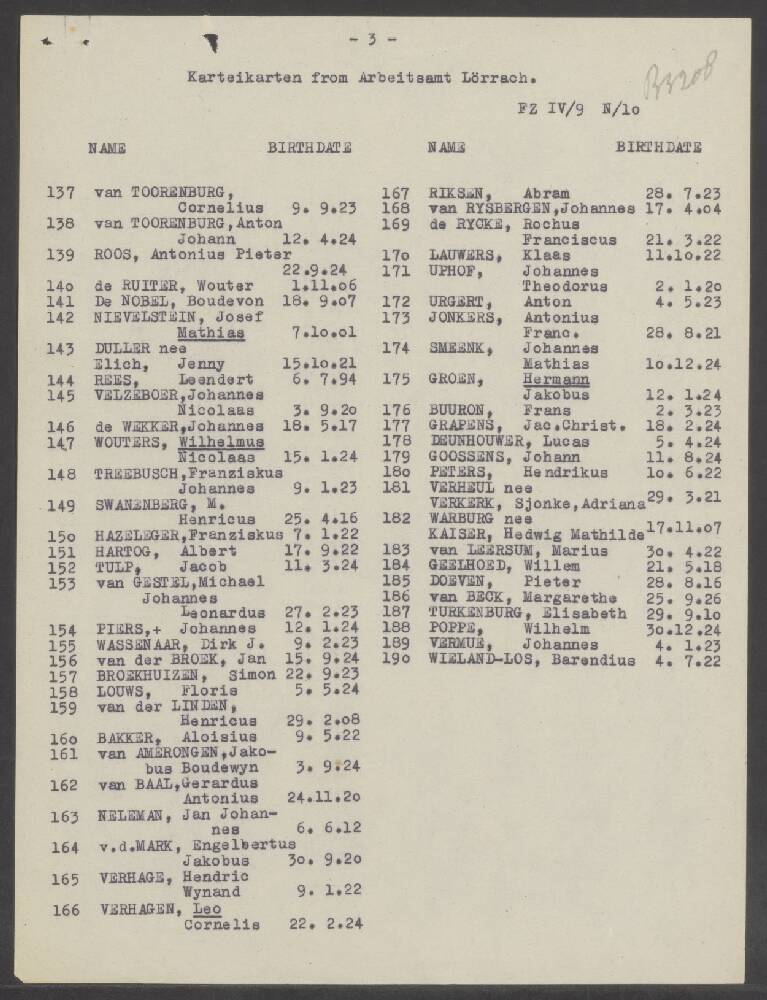 - 3 -
Karteikarten from Arbeitsamt Lörrach.
B3208
FZ IV/9 N/lo
NAME BIRTHDATE
137 van TOORENBURG,
Cornelius 9. 9.23
138 van TOORENBURG,Anton
Johann 12. 4.24
139 ROOS, Antonius Pieter
22.9.24
14o de RUITER, Wouter 1.11.o6
141 De NOBEL, Boudevon 18. 9.o7
142 NIEVELSTEIN, Josef
Mathias 7.lo.ol
143 DULLER nee
Elich, Jenny 15.lo.21
144 REES, Leendert 6. 7.94
145 VELZEBOER,Johannes
Nicolaas 3. 9.2o
146 de WEKKER,Johannes 18. 5.17
147 WOUTERS, Wilhelmus
Nicolaas 15. 1.24
148 TREEBUSCH,Franziskus
Johannes 9. 1.23
149 SWANENBERG, M.
Henricus 25. 4.16
15o HAZELEGER,Franziskus 7. 1.22
151 HARTOG, Albert 17. 9.22
152 TULP, Jacob 11. 3.24
153 van GESTEL,Michael
Johannes
Leonardus 27. 2.23
154 PIERS,+ Johannes 12. 1.24
155 WASSENAAR, Dirk J. 9. 2.23
156 van der BROEK, Jan 15. 9.24
157 BROEKHUIZEN, Simon 22. 9.23
158 LOUWS, Floris 5. 5.24
159 van der LINDEN,
Henricus 29. 2.o8
16o BAKKER, Aloisius 9. 5.22
161 van AMERONGEN,Jako-
bus Boudewyn 3. 9.24
162 van BAAL,Gerardus
Antonius 24.11.2o
163 NELEMAN, Jan Johan-
nes 6. 6.12
164 v.d.MARK, Engelbertus
Jakobus 3o. 9.2o
165 VERHAGE, Hendric
Wynand 9. 1.22
166 VERHAGEN, Leo
Cornelis 22. 2.24
NAME BIRTHDATE
167 RIKSEN, Abram 28. 7.23
168 van RYSBERGEN,Johannes 17. 4.o4
169 de RYCKE, Rochus
Franciscus 21. 3.22
17o LAUWERS, Klaas 11.lo.22
171 UPHOF, Johannes
Theodorus 2. 1.2o
172 URGERT, Anton 4. 5.23
173 JONKERS, Antonius
Franc. 28. 8.21
174 SMEENK, Johannes
Mathias lo.12.24
175 GROEN, Hermann
Jakobus 12. 1.24
176 BUURON, Frans 2. 3.23
177 GRAPENS, Jac.Christ. 18. 2.24
178 DEUNHOUWER, Lucas 5. 4.24
179 GOOSSENS, Johann 11. 8.24
18o PETERS, Hendrikus lo. 6.22
181 VERHEUL nee
VERKERK, Sjonke,Adriana 29. 3.21
182 WARBURG nee
KAISER, Hedwig Mathilde 17.11.o7
183 van LEERSUM, Marius 3o. 4.22
184 GEELHOED, Willem 21. 5.18
185 DOEVEN, Pieter 28. 8.16
186 van BECK, Margarethe 25. 9.26
187 TURKENBURG, Elisabeth 29. 9.lo
188 POPPE, Wilhelm 3o.12.24
189 VERMUE, Johannes 4. 1.23
19o WIELAND-LOS, Barendius 4. 7.22